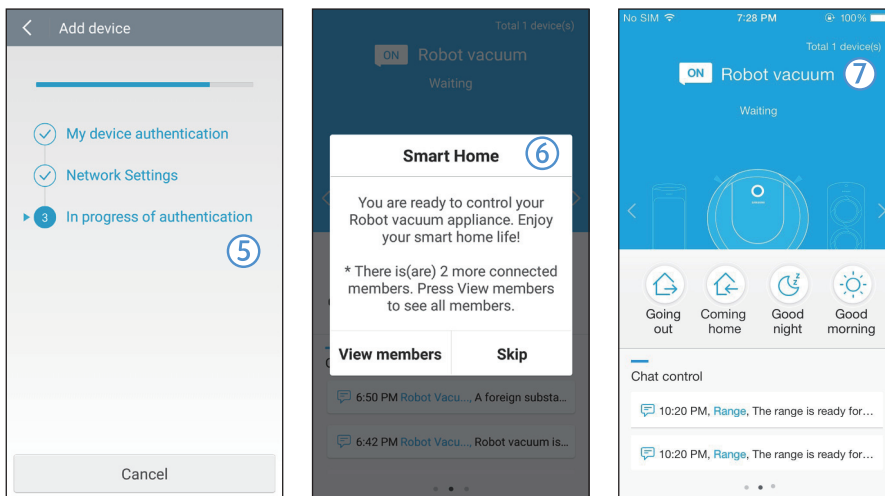 Add device
My device authentication
Network Settings
3 In progress of authentication
⑤
Cancel
Total 1 device(s)
ON Robot vacuum
Waiting
Smart Home ⑥
You are ready to control your
Robot vacuum appliance. Enjoy
your smart home life!
* There is(are) 2 more connected
members. Press View members
to see all members.
View members Skip
6:50 PM Robot Vacu..., A foreign substa...
6:42 PM Robot Vacu..., Robot vacuum is...
No SIM 7:28 PM 100%
Total 1 device(s)
ON Robot vacuum ⑦
Waiting
Going out
Coming home
Good night
Good morning
Chat control
10:20 PM, Range, The range is ready for...
10:20 PM, Range, The range is ready for...